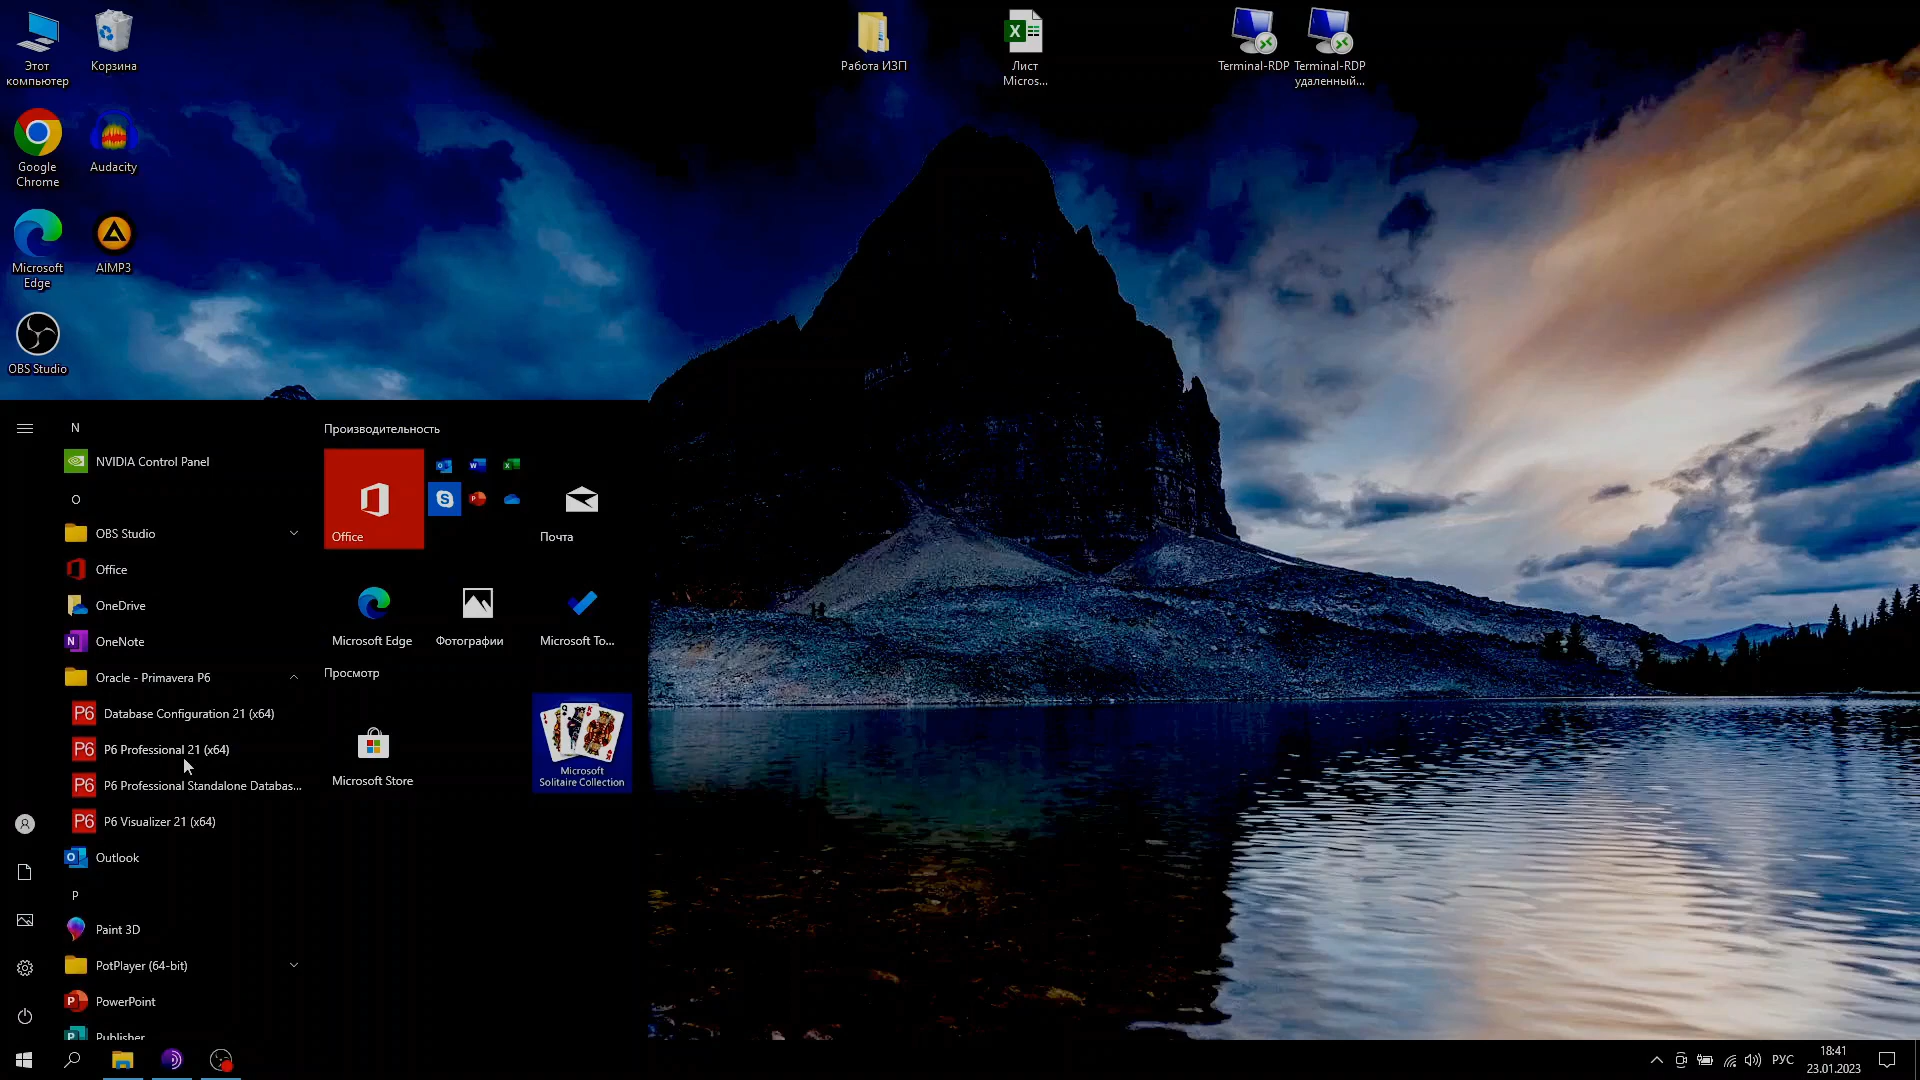 Этот
компьютер
Корзина
Работа ИЗП
Лист
Micros...
Terminal-RDP
Terminal-RDP
удаленный...
Google
Chrome
Audacity
Microsoft
Edge
AIMP3
OBS Studio
N
NVIDIA Control Panel
O
OBS Studio
Office
OneDrive
OneNote
Oracle - Primavera P6
Database Configuration 21 (x64)
P6 Professional 21 (x64)
P6 Professional Standalone Databas...
P6 Visualizer 21 (x64)
Outlook
P
Paint 3D
PotPlayer (64-bit)
PowerPoint
Publisher
Производительность
Office
Почта
Microsoft Edge
Фотографии
Microsoft To...
Просмотр
Microsoft Store
Microsoft
Solitaire Collection
РУС
18:41
23.01.2023